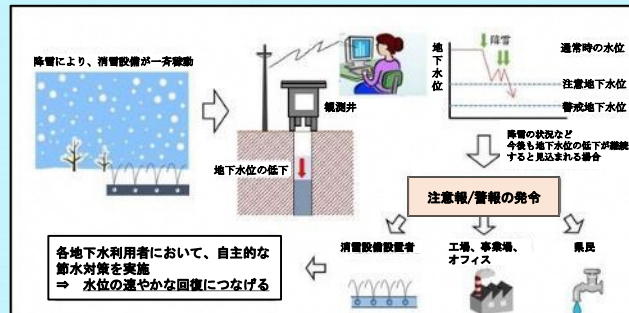 降雪により、消雪設備が一斉稼動
観測井
地下水位の低下
地下水位
降雪
通常時の水位
注意地下水位
警戒地下水位
降雪の状況など
今後も地下水位の低下が継続
すると見込まれる場合
注意報/警報の発令
消雪設備設置者
工場、事業場、
オフィス
県民
各地下水利用者において、自主的な
節水対策を実施
⇒ 水位の速やかな回復につなげる